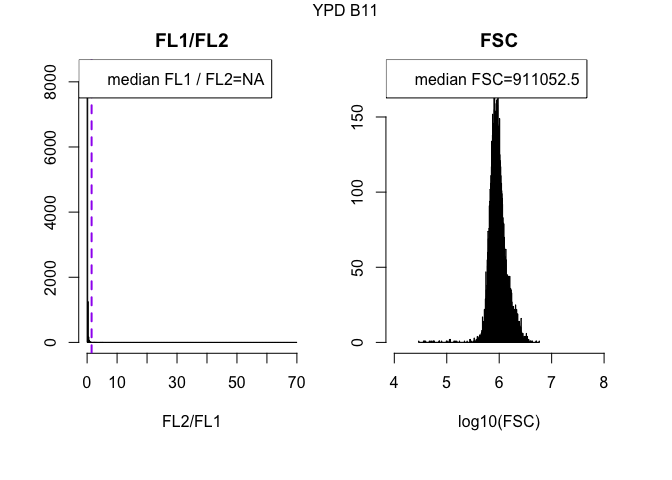 YPD B11
FL1/FL2
median FL1 / FL2=NA
0
2000
4000
6000
8000
0 10 30 50 70
FL2/FL1
FSC
median FSC=911052.5
0
50
100
150
4 5 6 7 8
log10(FSC)